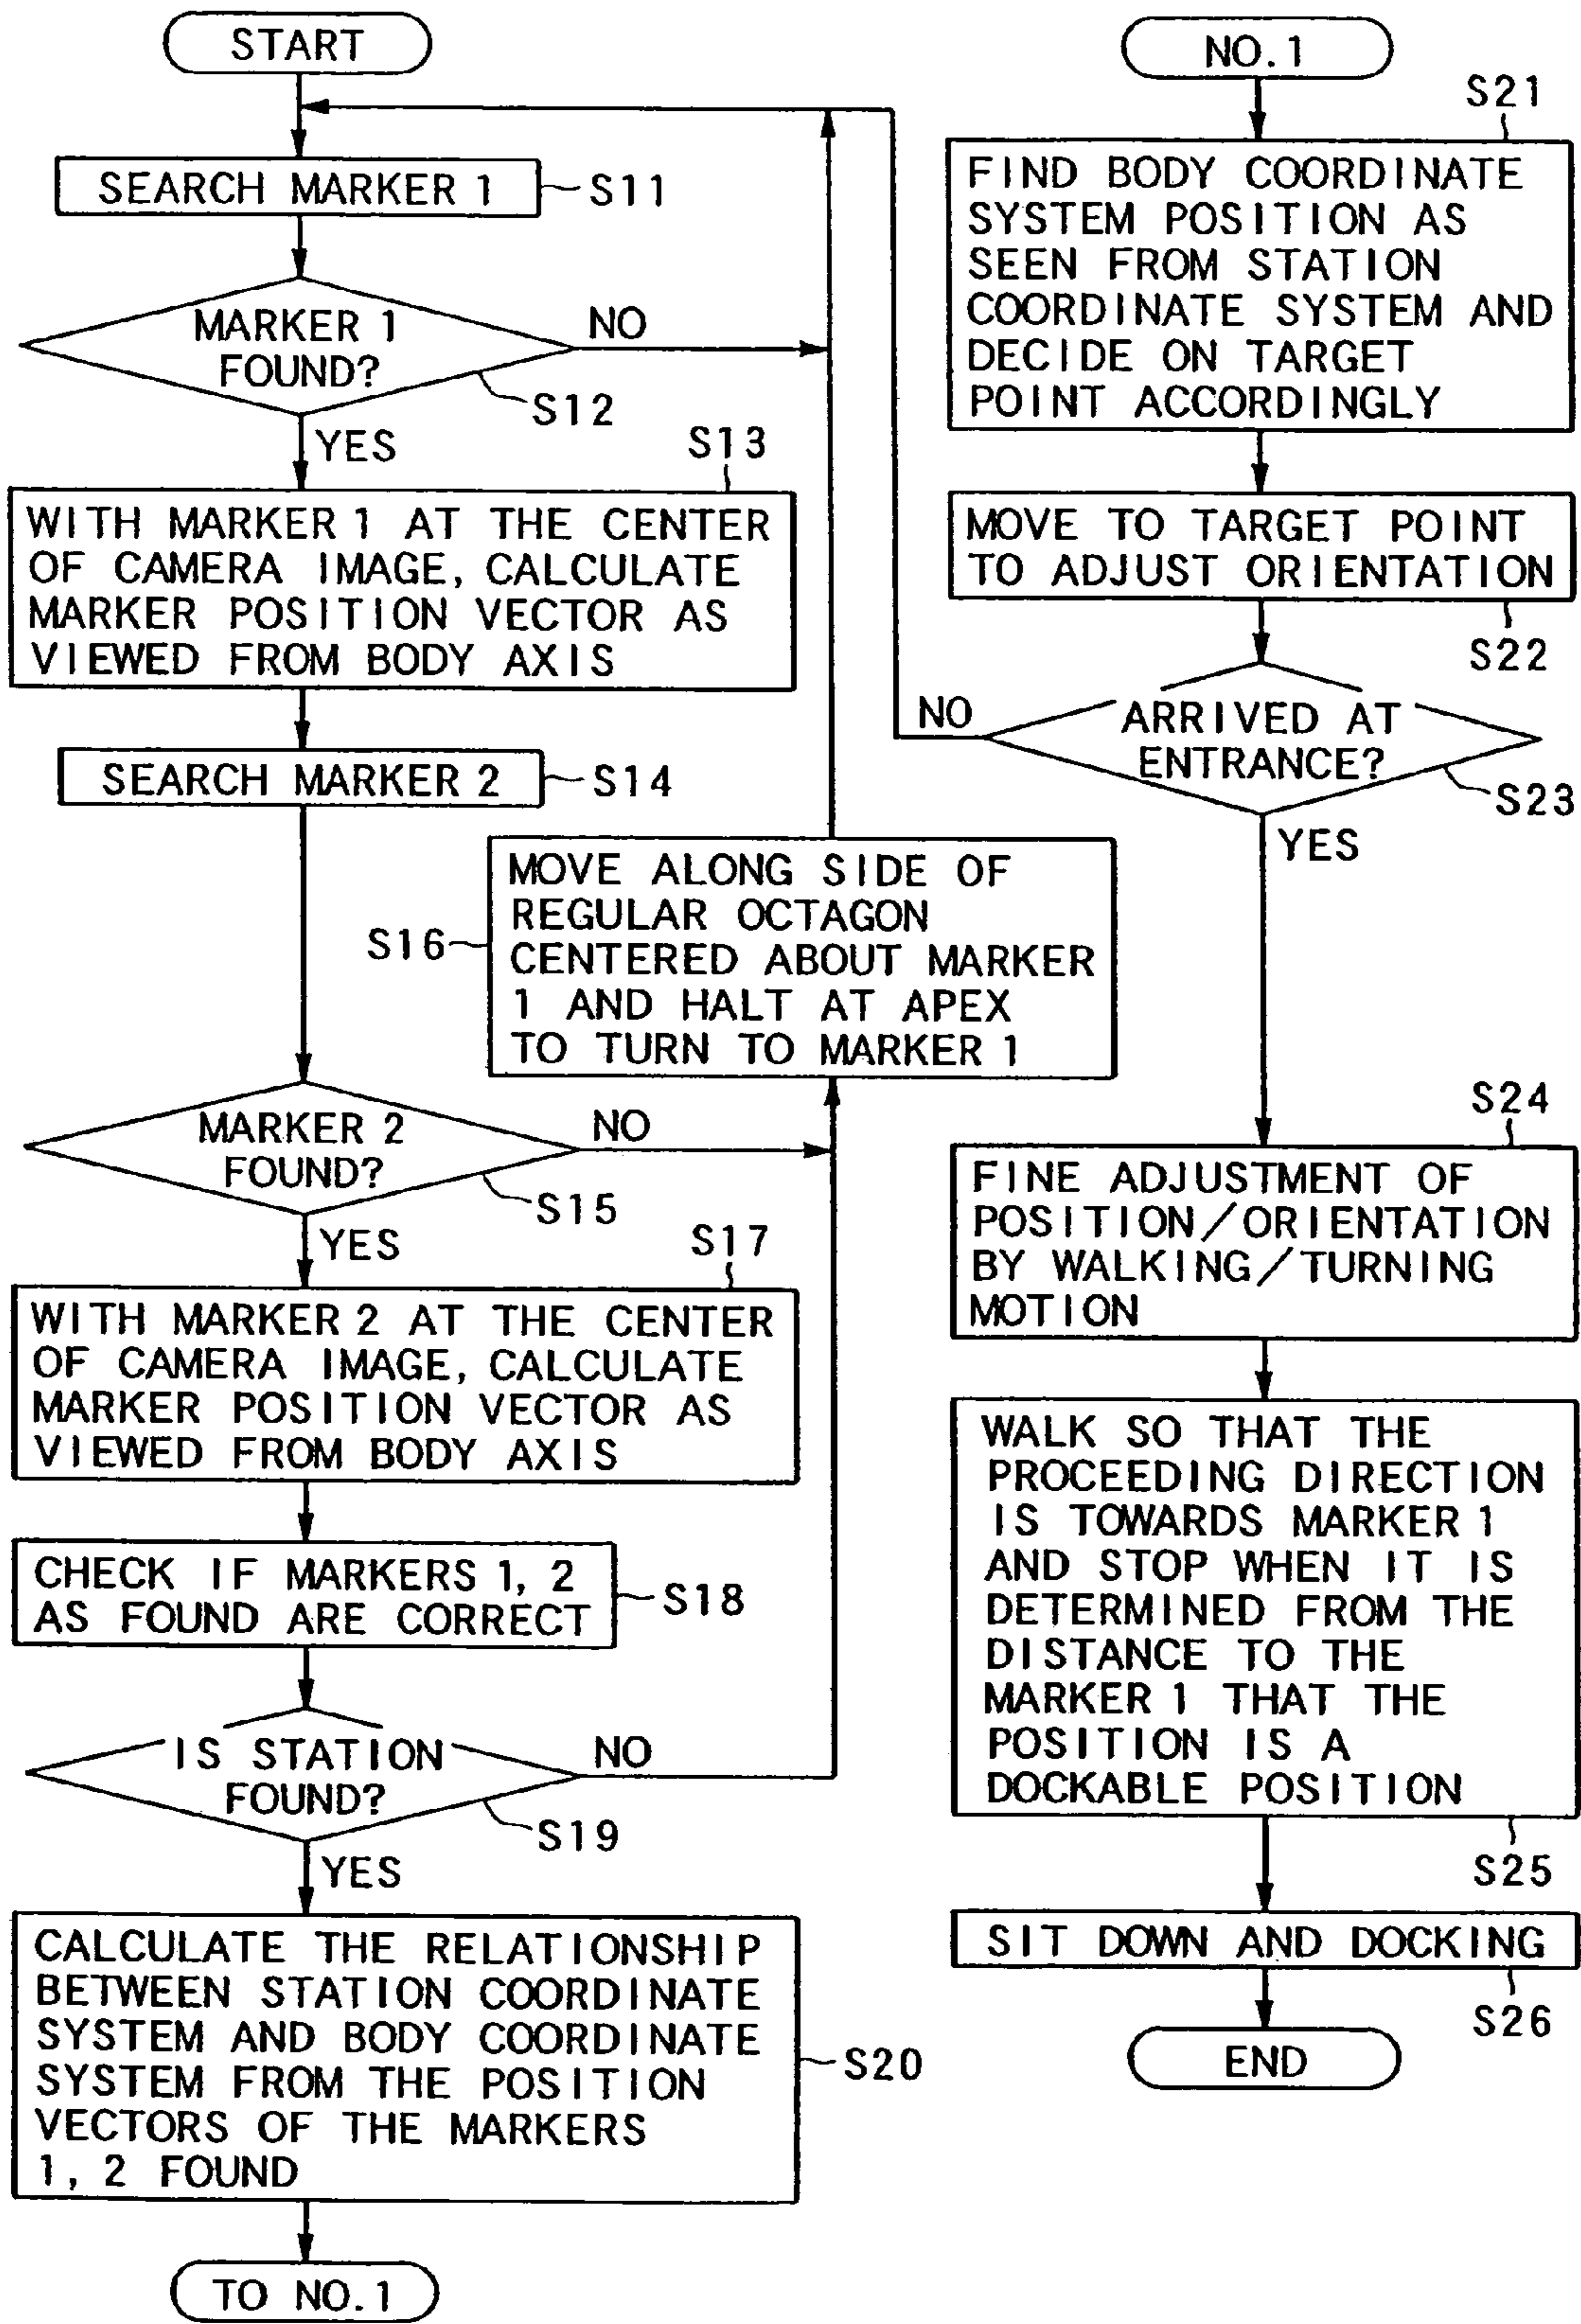 START
SEARCH MARKER 1
S11
MARKER 1
FOUND?
NO
S12
YES
S13
WITH MARKER 1 AT THE CENTER
OF CAMERA IMAGE, CALCULATE
MARKER POSITION VECTOR AS
VIEWED FROM BODY AXIS
SEARCH MARKER 2
S14
MARKER 2
FOUND?
NO
S15
YES
S16
MOVE ALONG SIDE OF
REGULAR OCTAGON
CENTERED ABOUT MARKER
1 AND HALT AT APEX
TO TURN TO MARKER 1
S17
WITH MARKER 2 AT THE CENTER
OF CAMERA IMAGE, CALCULATE
MARKER POSITION VECTOR AS
VIEWED FROM BODY AXIS
CHECK IF MARKERS 1, 2
AS FOUND ARE CORRECT
S18
IS STATION
FOUND?
NO
S19
YES
CALCULATE THE RELATIONSHIP
BETWEEN STATION COORDINATE
SYSTEM AND BODY COORDINATE
SYSTEM FROM THE POSITION
VECTORS OF THE MARKERS
1, 2 FOUND
S20
TO NO.1
NO.1
S21
FIND BODY COORDINATE
SYSTEM POSITION AS
SEEN FROM STATION
COORDINATE SYSTEM AND
DECIDE ON TARGET
POINT ACCORDINGLY
MOVE TO TARGET POINT
TO ADJUST ORIENTATION
S22
ARRIVED AT
ENTRANCE?
NO
S23
YES
S24
FINE ADJUSTMENT OF
POSITION/ORIENTATION
BY WALKING/TURNING
MOTION
WALK SO THAT THE
PROCEEDING DIRECTION
IS TOWARDS MARKER 1
AND STOP WHEN IT IS
DETERMINED FROM THE
DISTANCE TO THE
MARKER 1 THAT THE
POSITION IS A
DOCKABLE POSITION
S25
SIT DOWN AND DOCKING
S26
END